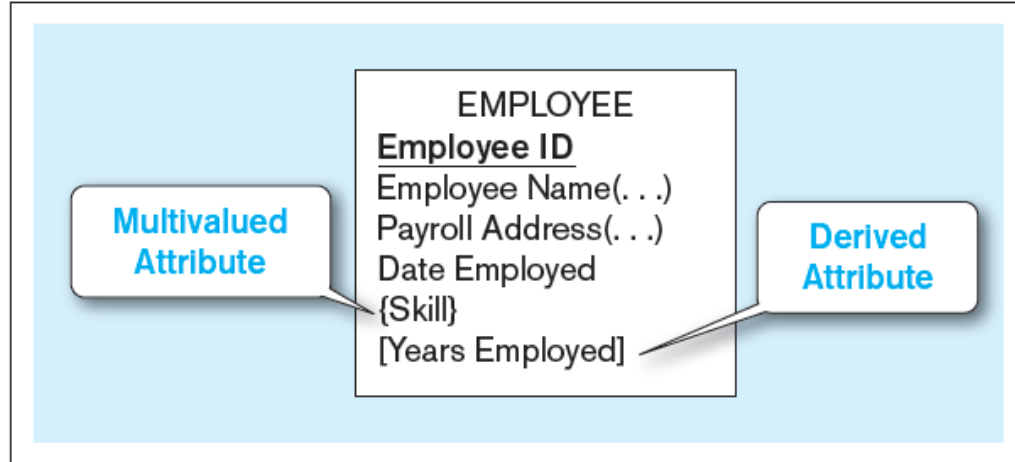 EMPLOYEE
Employee ID
Employee Name(. . .)
Payroll Address(. . .)
Date Employed
{Skill}
[Years Employed]
Multivalued
Attribute
Derived
Attribute